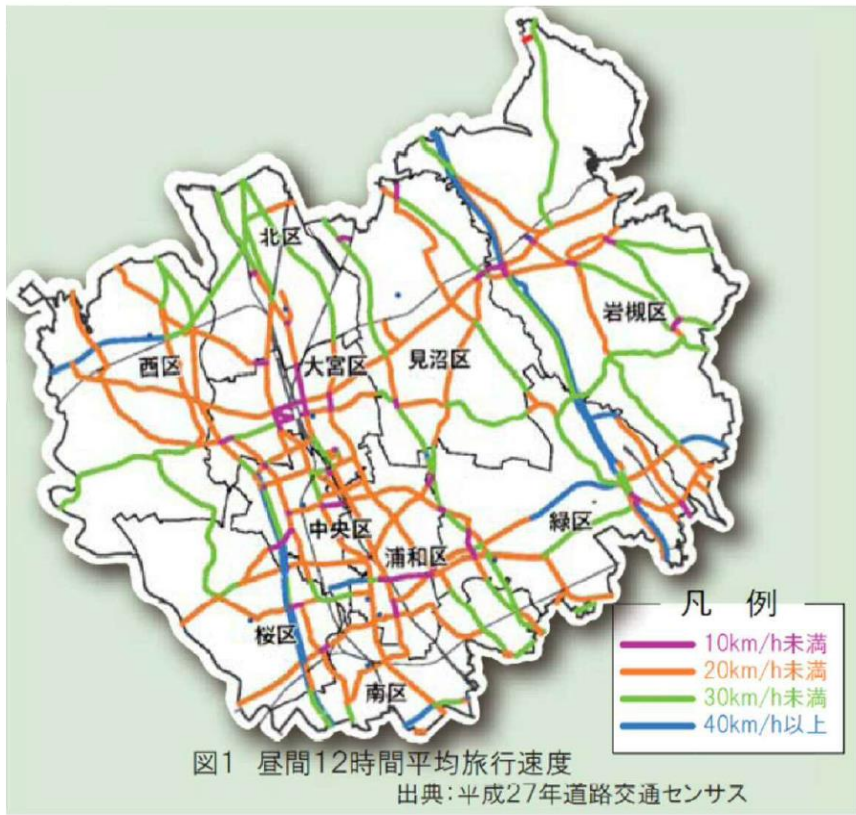 北区
岩槻区
西区
大宮区
見沼区
中央区
緑区
浦和区
桜区
南区
凡 例
10km/h未満
20km/h未満
30km/h未満
40km/h以上
図1 昼間12時間平均旅行速度
出典:平成27年道路交通センサス